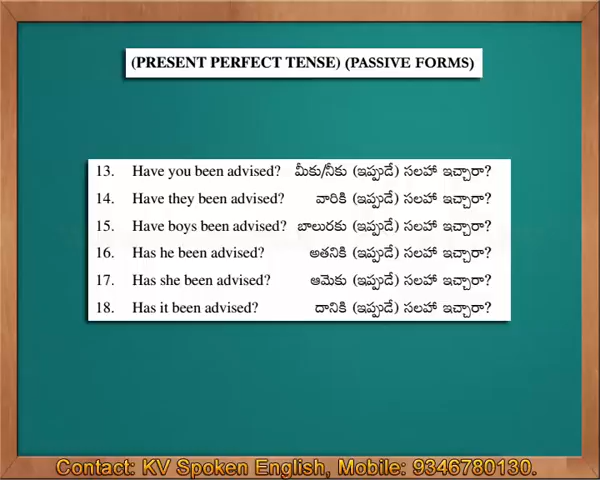 (PRESENT PERFECT TENSE) (PASSIVE FORMS)
13. Have you been advised? మీకు/నీకు (ఇప్పుడే) సలహా ఇచ్చారా?
14. Have they been advised? వారికి (ఇప్పుడే) సలహా ఇచ్చారా?
15. Have boys been advised? బాలురకు (ఇప్పుడే) సలహా ఇచ్చారా?
16. Has he been advised? అతనికి (ఇప్పుడే) సలహా ఇచ్చారా?
17. Has she been advised? ఆమెకు (ఇప్పుడే) సలహా ఇచ్చారా?
18. Has it been advised? దానికి (ఇప్పుడే) సలహా ఇచ్చారా?
Contact: KV Spoken English, Mobile: 9346780130.